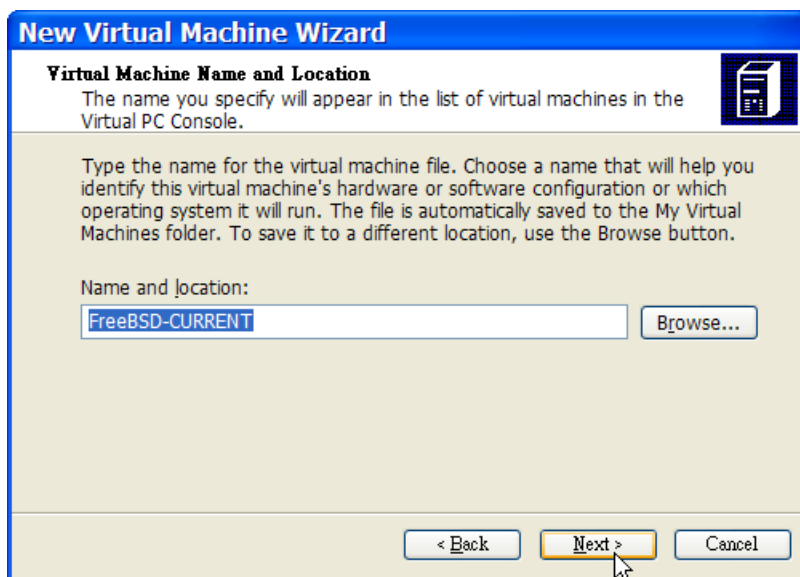 New Virtual Machine Wizard
Virtual Machine Name and Location
The name you specify will appear in the list of virtual machines in the
Virtual PC Console.
Type the name for the virtual machine file. Choose a name that will help you
identify this virtual machine's hardware or software configuration or which
operating system it will run. The file is automatically saved to the My Virtual
Machines folder. To save it to a different location, use the Browse button.
Name and location:
FreeBSD-CURRENT
Browse...
< Back
Next >
Cancel